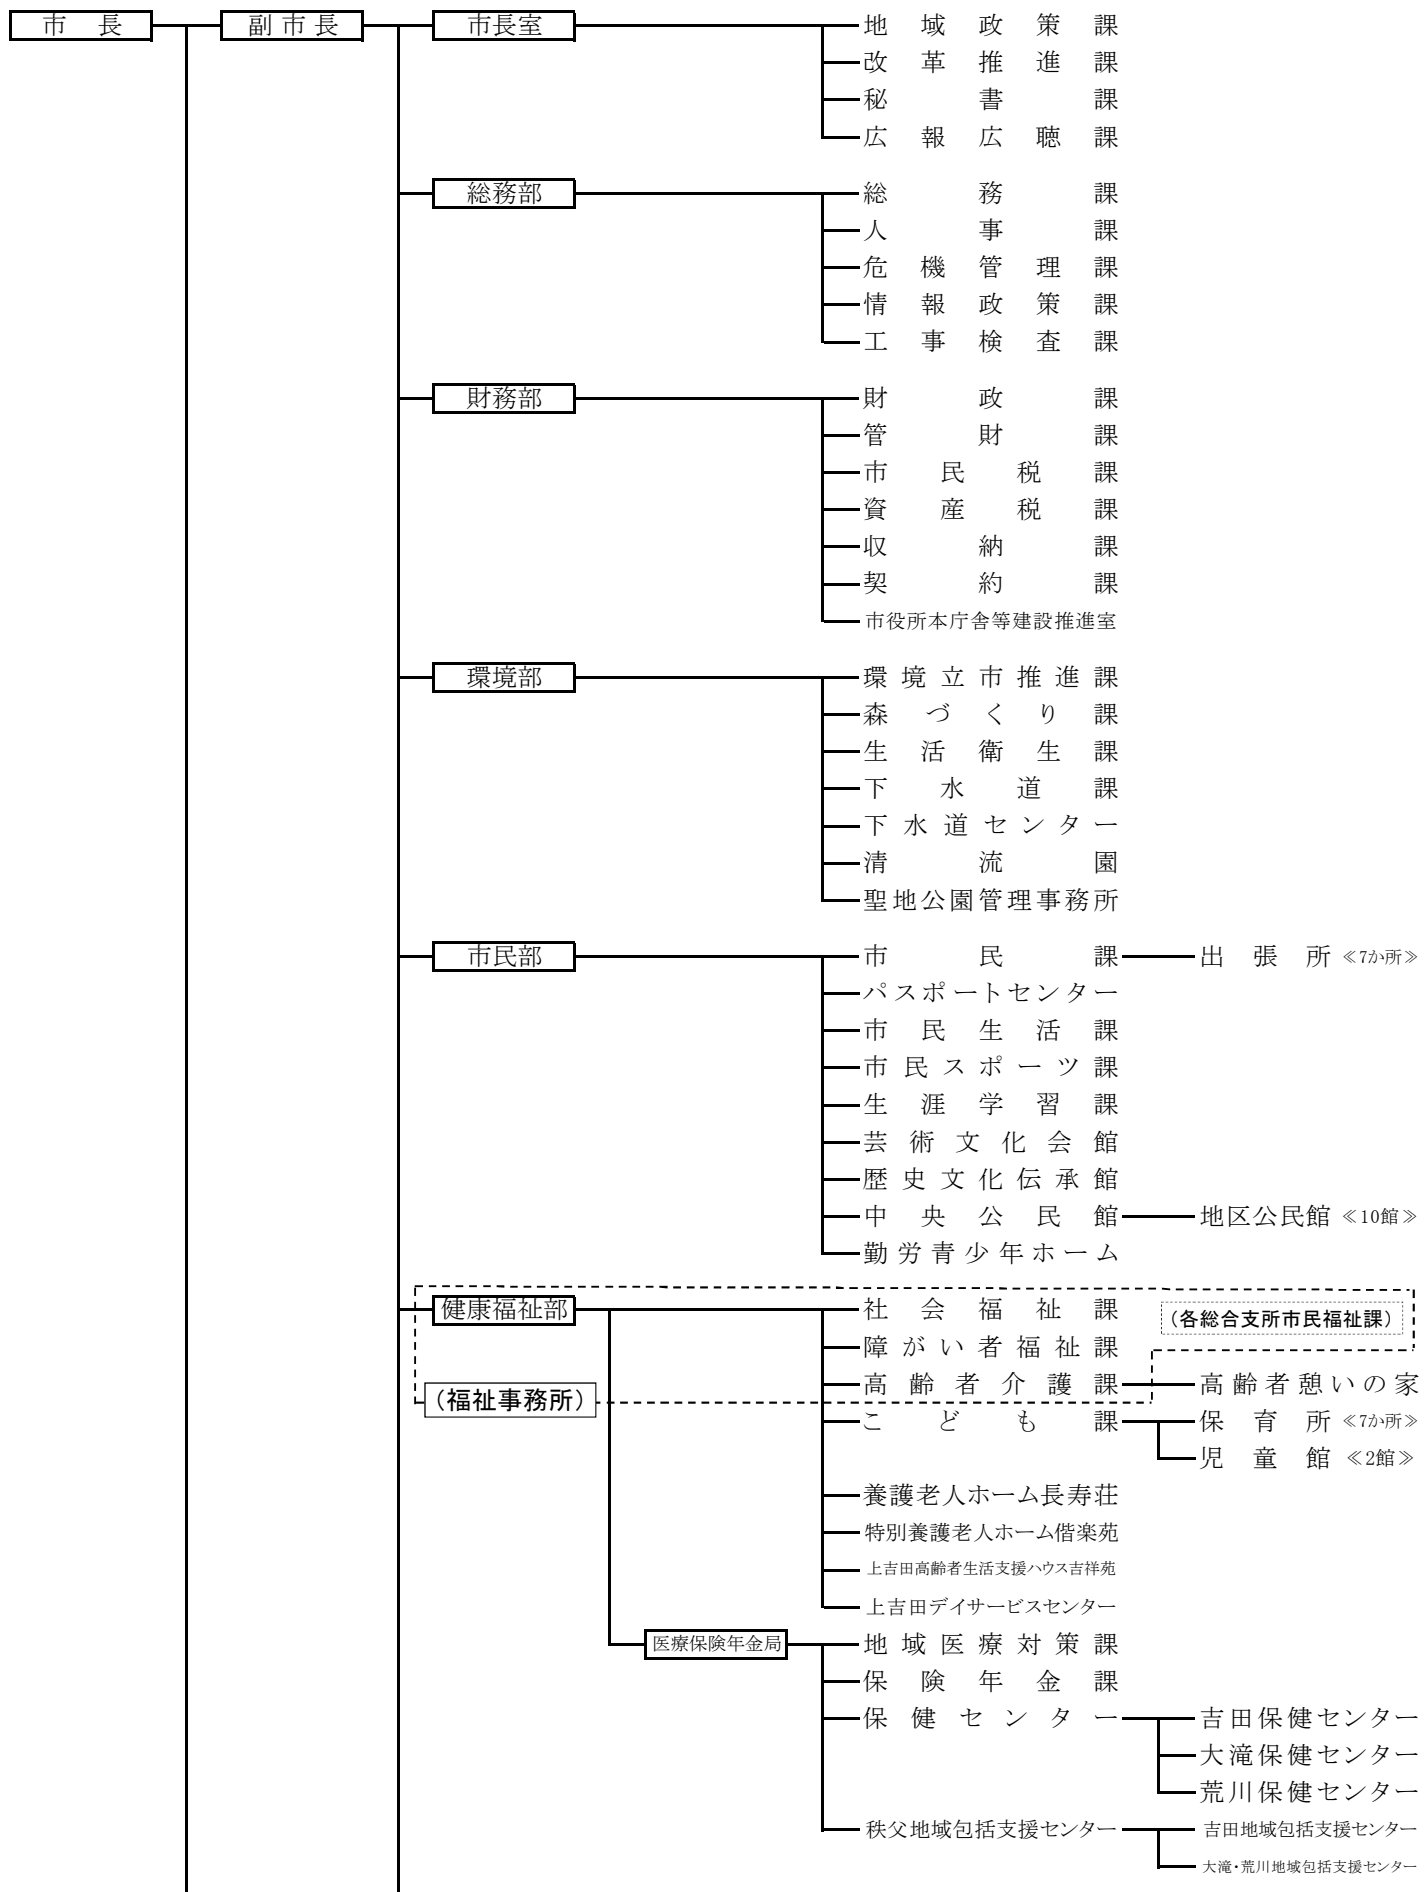 市長 副市長 市長室 地域政策課
改革推進課
秘書課
広報広聴課
総務部 総務課
人事課
危機管理課
情報政策課
工事検査課
財務部 財政課
管財課
市民税課
資産税課
収納課
契約課
市役所本庁舎等建設推進室
環境部 環境立市推進課
森づくり課
生活衛生課
下水道課
下水道センター
清流園
聖地公園管理事務所
市民部 市民課 出張所 ≪7か所≫
パスポートセンター
市民生活課
市民スポーツ課
生涯学習課
芸術文化会館
歴史文化伝承館
中央公民館 地区公民館 ≪10館≫
勤労青少年ホーム
健康福祉部 社会福祉課 (各総合支所市民福祉課)
障がい者福祉課
(福祉事務所) 高齢者介護課 高齢者憩いの家
こども課 保育所 ≪7か所≫
児童館 ≪2館≫
養護老人ホーム長寿荘
特別養護老人ホーム偕楽苑
上吉田高齢者生活支援ハウス吉祥苑
上吉田デイサービスセンター
医療保険年金局 地域医療対策課
保険年金課
保健センター 吉田保健センター
大滝保健センター
荒川保健センター
秩父地域包括支援センター 吉田地域包括支援センター
大滝・荒川地域包括支援センター